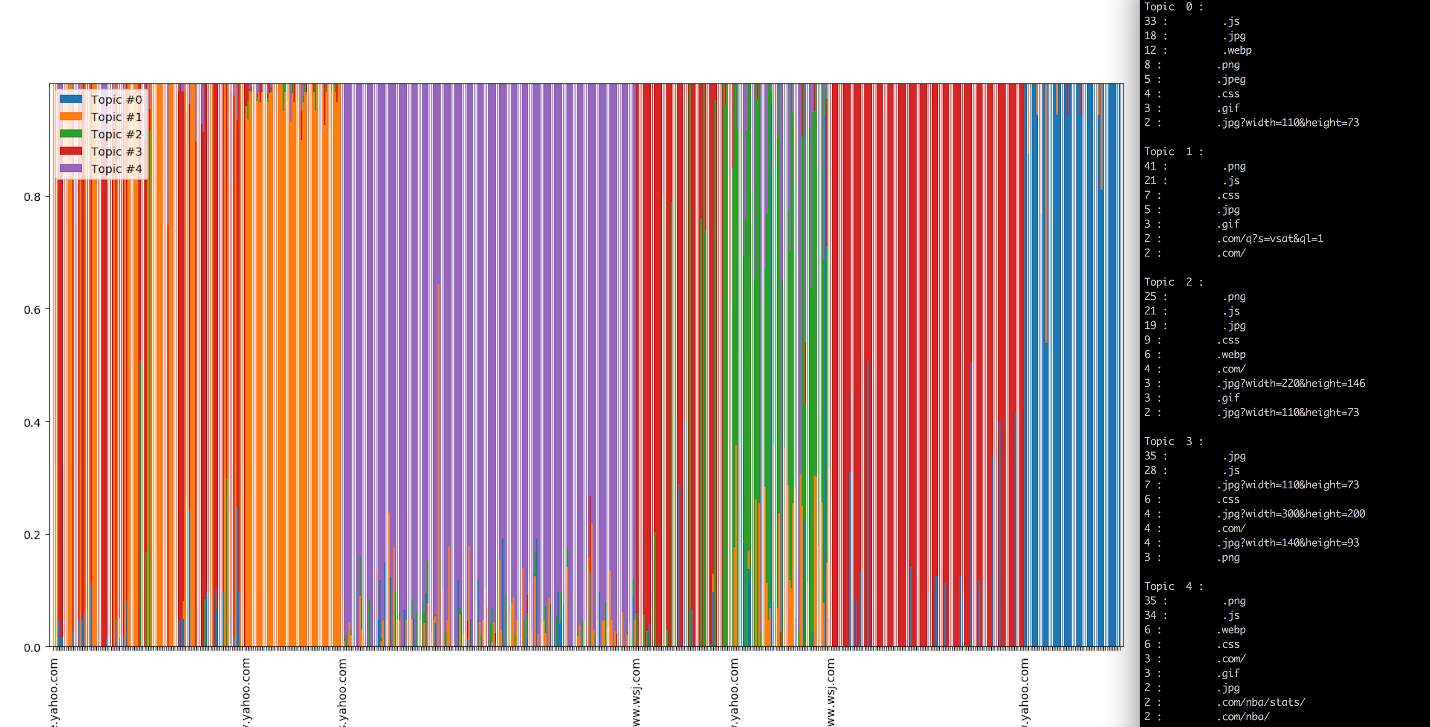 Topic #0
Topic #1
Topic #2
Topic #3
Topic #4
0.8
0.6
0.4
0.2
0.0
.yahoo.com
.yahoo.com
.yahoo.com
ww.wsj.com
.yahoo.com
ww.wsj.com
.yahoo.com
Topic 0 :
33 : .js
18 : .jpg
12 : .webp
8 : .png
5 : .jpeg
4 : .css
3 : .gif
2 : .jpg?width=110&height=73
Topic 1 :
41 : .png
21 : .js
7 : .css
5 : .jpg
3 : .gif
2 : .com/q?s=vsat&ql=1
2 : .com/
Topic 2 :
25 : .png
21 : .js
19 : .jpg
9 : .css
6 : .webp
4 : .com/
3 : .jpg?width=220&height=146
3 : .gif
2 : .jpg?width=110&height=73
Topic 3 :
35 : .jpg
28 : .js
7 : .jpg?width=110&height=73
6 : .css
4 : .jpg?width=300&height=200
4 : .com/
4 : .jpg?width=140&height=93
3 : .png
Topic 4 :
35 : .png
34 : .js
6 : .webp
6 : .css
3 : .com/
3 : .gif
2 : .jpg
2 : .com/nba/stats/
2 : .com/nba/